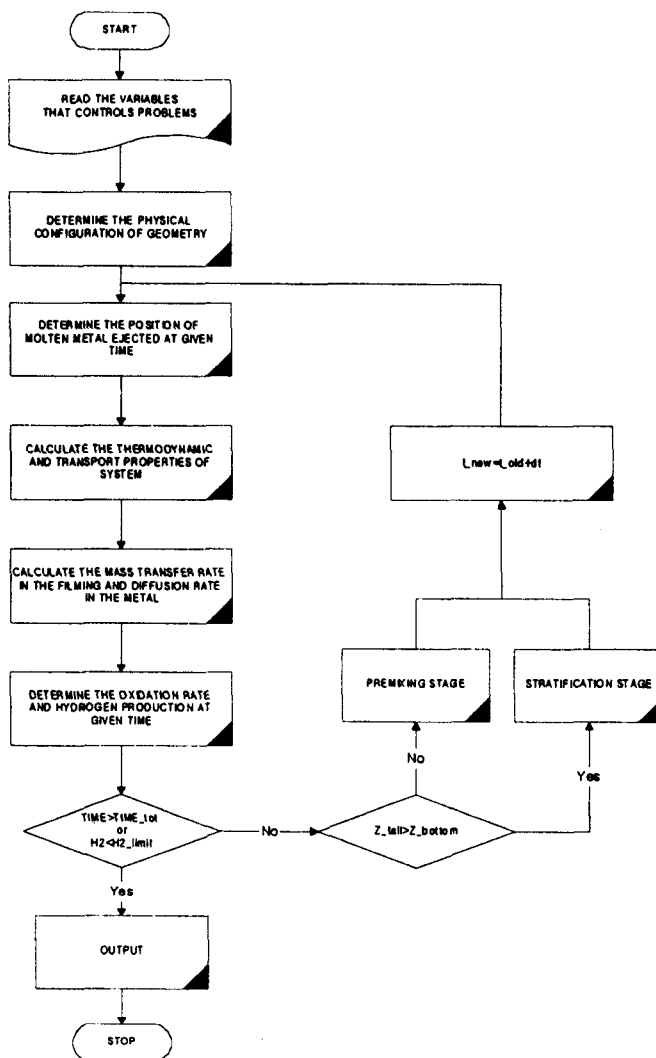 START
READ THE VARIABLES
THAT CONTROLS PROBLEMS
DETERMINE THE PHYSICAL
CONFIGURATION OF GEOMETRY
DETERMINE THE POSITION OF
MOLTEN METAL EJECTED AT GIVEN
TIME
CALCULATE THE THERMODYNAMIC
AND TRANSPORT PROPERTIES OF
SYSTEM
t_new=t_old+dt
CALCULATE THE MASS TRANSFER RATE
IN THE FILMING AND DIFFUSION RATE
IN THE METAL
DETERMINE THE OXIDATION RATE
AND HYDROGEN PRODUCTION AT
GIVEN TIME
PREMIXING STAGE
STRATIFICATION STAGE
No
Yes
TIME>TIME_tot
or
H2<H2_limit
No
Z_tail>Z_bottom
Yes
OUTPUT
STOP